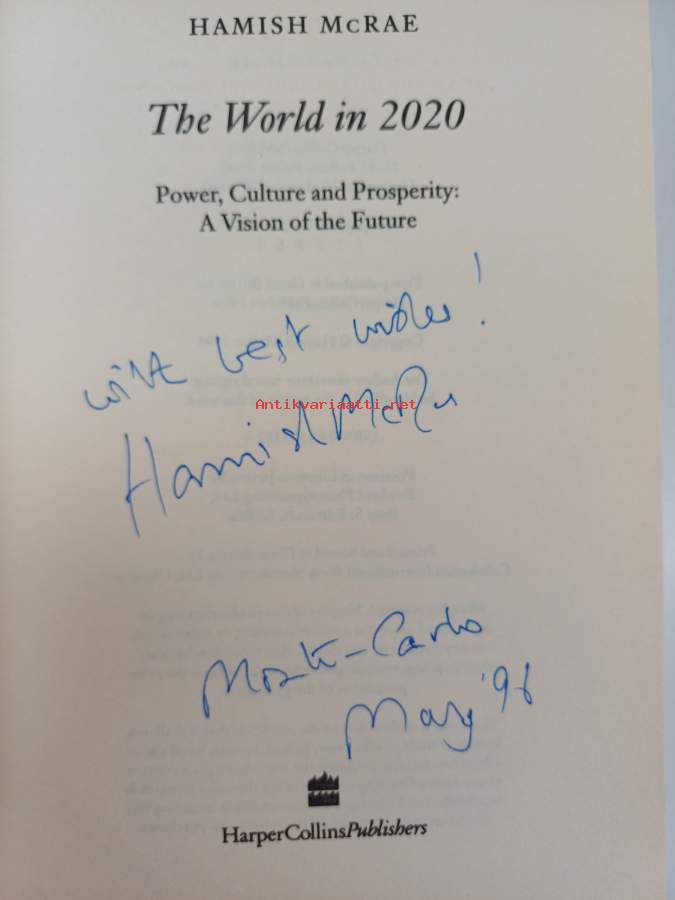 HAMISH McRAE
The World in 2020
Power, Culture and Prosperity:
A Vision of the Future
with best wishes!
Antikvariaatti.net
Hamish McRae
Monte-Carlo
May '96
HarperCollinsPublishers